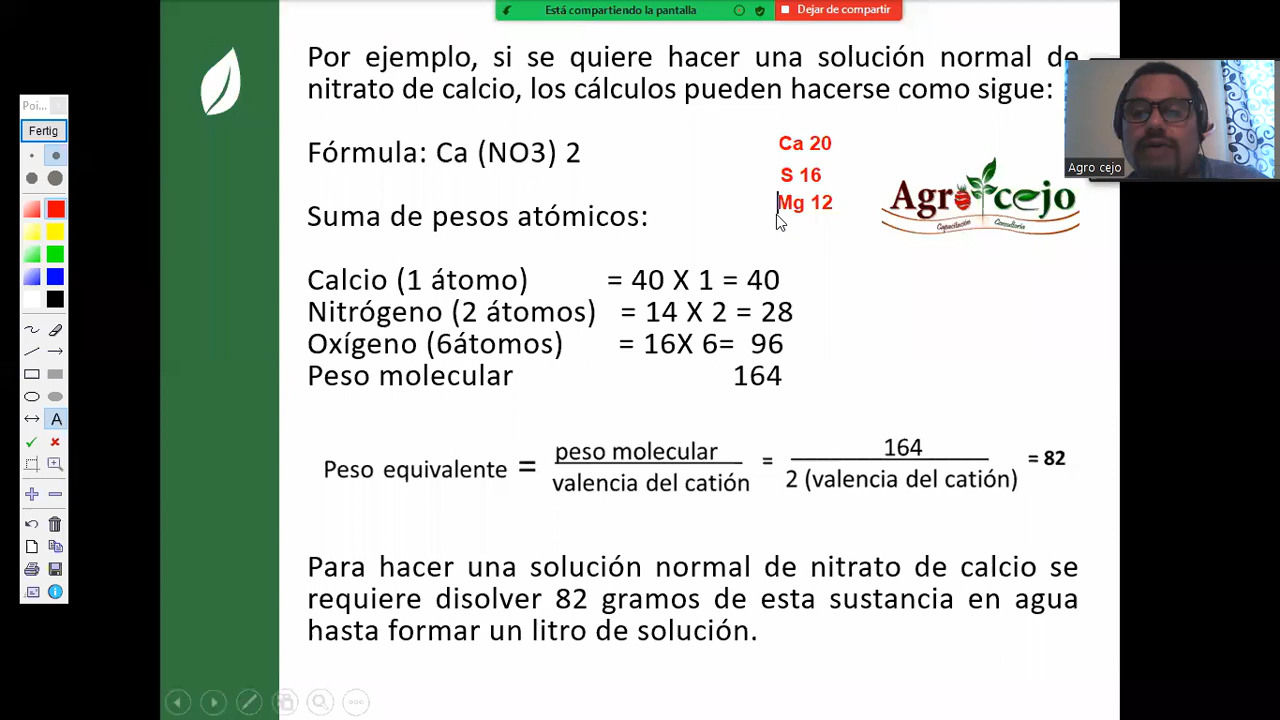 Está compartiendo la pantalla
Dejar de compartir
Por ejemplo, si se quiere hacer una solución normal de
nitrato de calcio, los cálculos pueden hacerse como sigue:
Poi...
Fertig
Agro cejo
Fórmula: Ca (NO3) 2
Ca 20
S 16
Mg 12
Agro cejo
Capacitación
Consultoría
Suma de pesos atómicos:
Calcio (1 átomo) = 40 X 1 = 40
Nitrógeno (2 átomos) = 14 X 2 = 28
Oxígeno (6átomos) = 16X 6= 96
Peso molecular 164
A
Peso equivalente = peso molecular = 164 = 82
valencia del catión 2 (valencia del catión)
Para hacer una solución normal de nitrato de calcio se
requiere disolver 82 gramos de esta sustancia en agua
hasta formar un litro de solución.